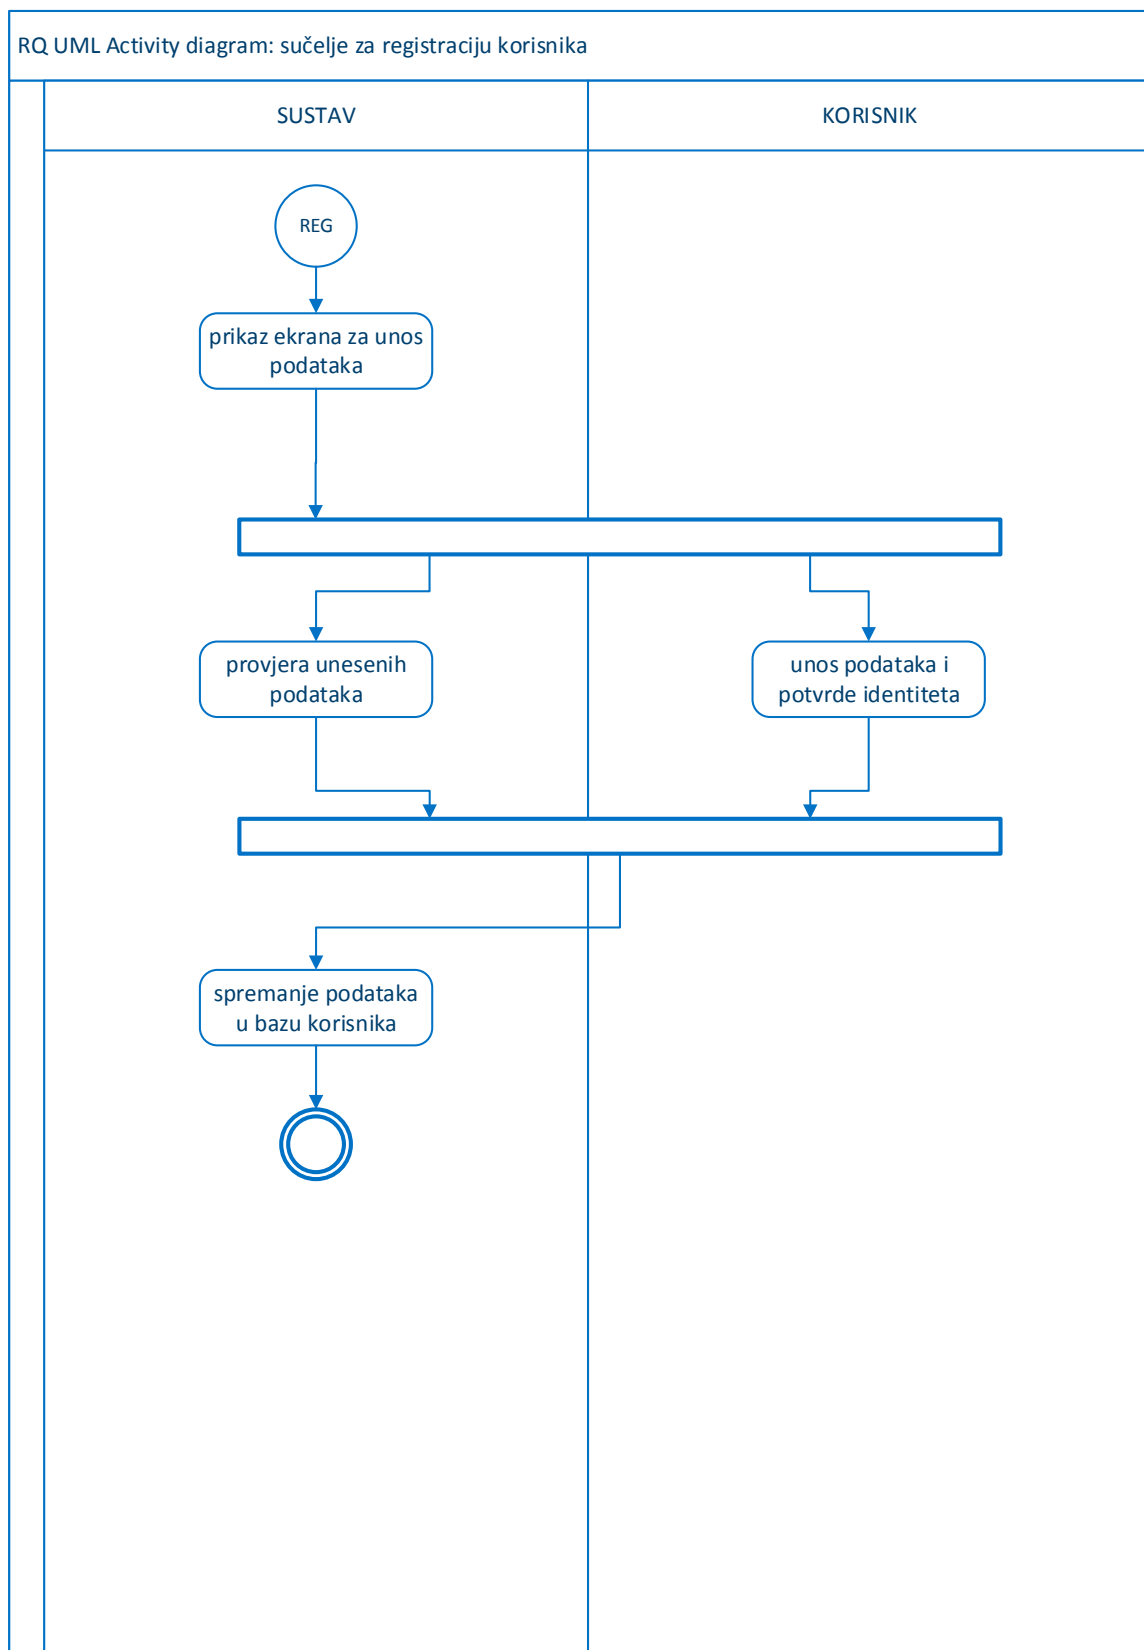 RQ UML Activity diagram: sučelje za registraciju korisnika
SUSTAV
KORISNIK
REG
prikaz ekrana za unos
podataka
provjera unesenih
podataka
unos podataka i
potvrde identiteta
spremanje podataka
u bazu korisnika